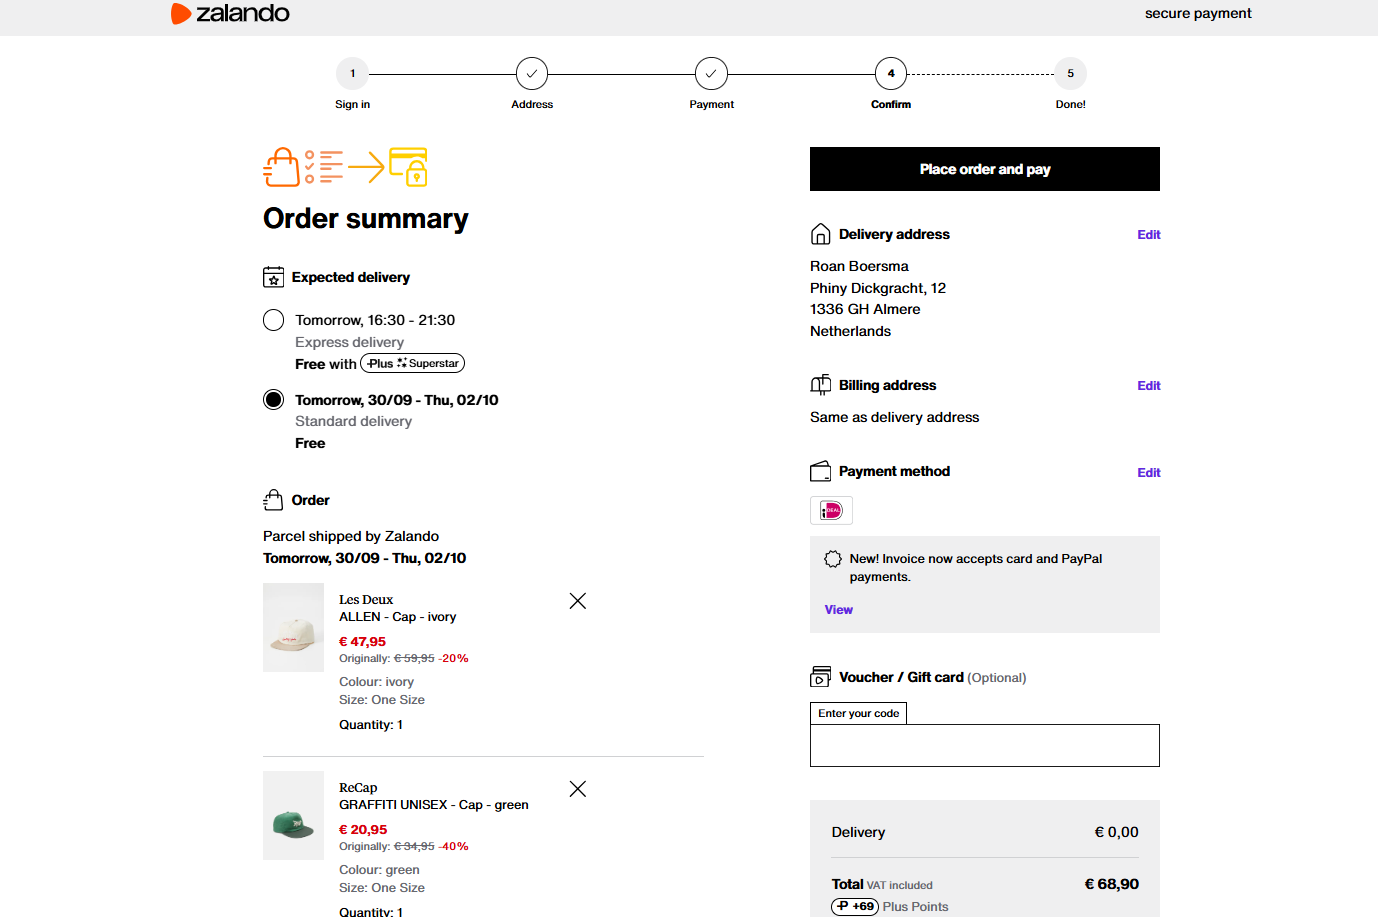 zalando
secure payment
1
4
5
Sign in
Address
Payment
Confirm
Done!
Order summary
Expected delivery
Tomorrow, 16:30 - 21:30
Express delivery
Free with Plus Superstar
Tomorrow, 30/09 - Thu, 02/10
Standard delivery
Free
Order
Parcel shipped by Zalando
Tomorrow, 30/09 - Thu, 02/10
Les Deux
ALLEN - Cap - ivory
€ 47,95
Originally: € 59,95 -20%
Colour: ivory
Size: One Size
Quantity: 1
ReCap
GRAFFITI UNISEX - Cap - green
€ 20,95
Originally: € 34,95 -40%
Colour: green
Size: One Size
Quantity: 1
Place order and pay
Delivery address
Edit
Roan Boersma
Phiny Dickgracht, 12
1336 GH Almere
Netherlands
Billing address
Edit
Same as delivery address
Payment method
Edit
iDEAL
New! Invoice now accepts card and PayPal
payments.
View
Voucher / Gift card (Optional)
Enter your code
Delivery
€ 0,00
Total VAT included
€ 68,90
P +69 Plus Points